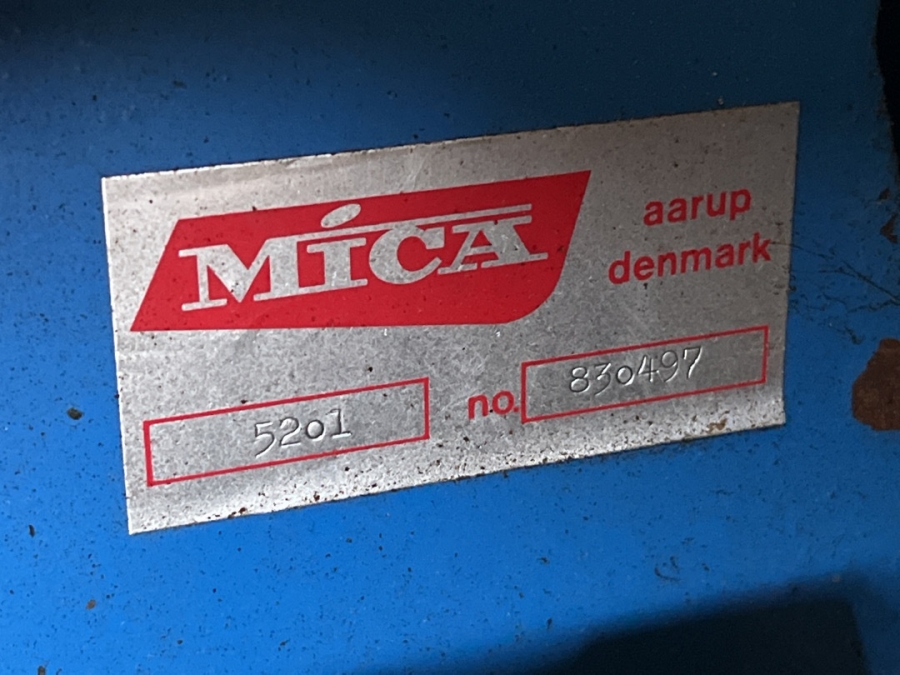 MiCA
aarup
denmark
5201
no. 830497